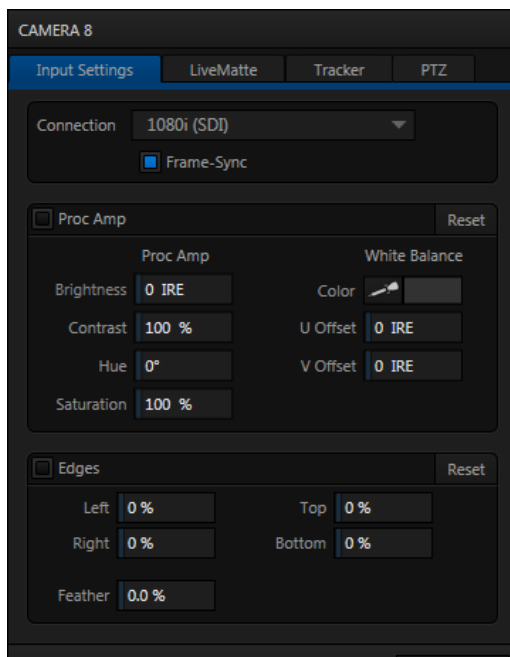 CAMERA 8
Input Settings LiveMatte Tracker PTZ
Connection 1080i (SDI)
Frame-Sync
Proc Amp Reset
Proc Amp White Balance
Brightness 0 IRE Color
Contrast 100 % U Offset 0 IRE
Hue 0° V Offset 0 IRE
Saturation 100 %
Edges Reset
Left 0 % Top 0 %
Right 0 % Bottom 0 %
Feather 0.0 %